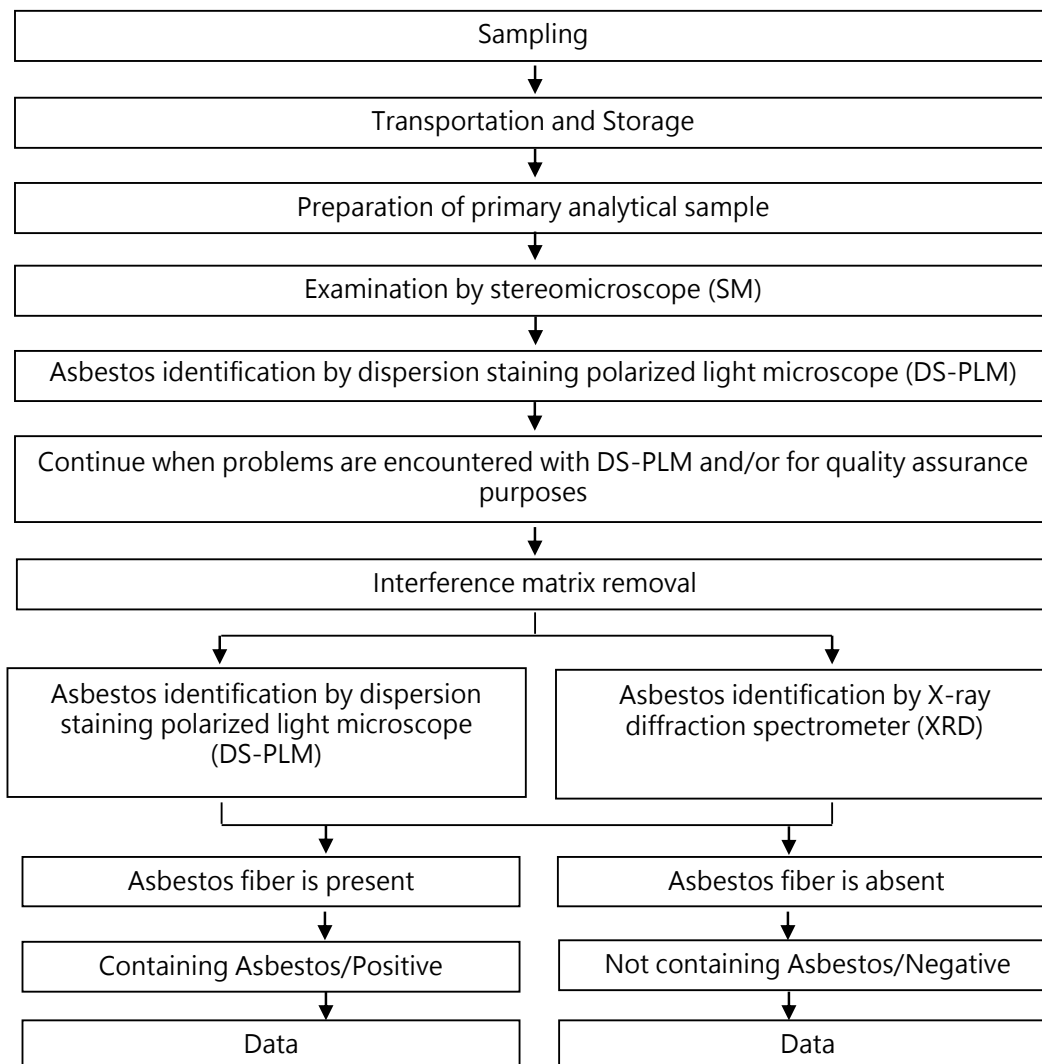 Sampling
Transportation and Storage
Preparation of primary analytical sample
Examination by stereomicroscope (SM)
Asbestos identification by dispersion staining polarized light microscope (DS-PLM)
Continue when problems are encountered with DS-PLM and/or for quality assurance
purposes
Interference matrix removal
Asbestos identification by dispersion
staining polarized light microscope
(DS-PLM)
Asbestos identification by X-ray
diffraction spectrometer (XRD)
Asbestos fiber is present
Asbestos fiber is absent
Containing Asbestos/Positive
Not containing Asbestos/Negative
Data
Data